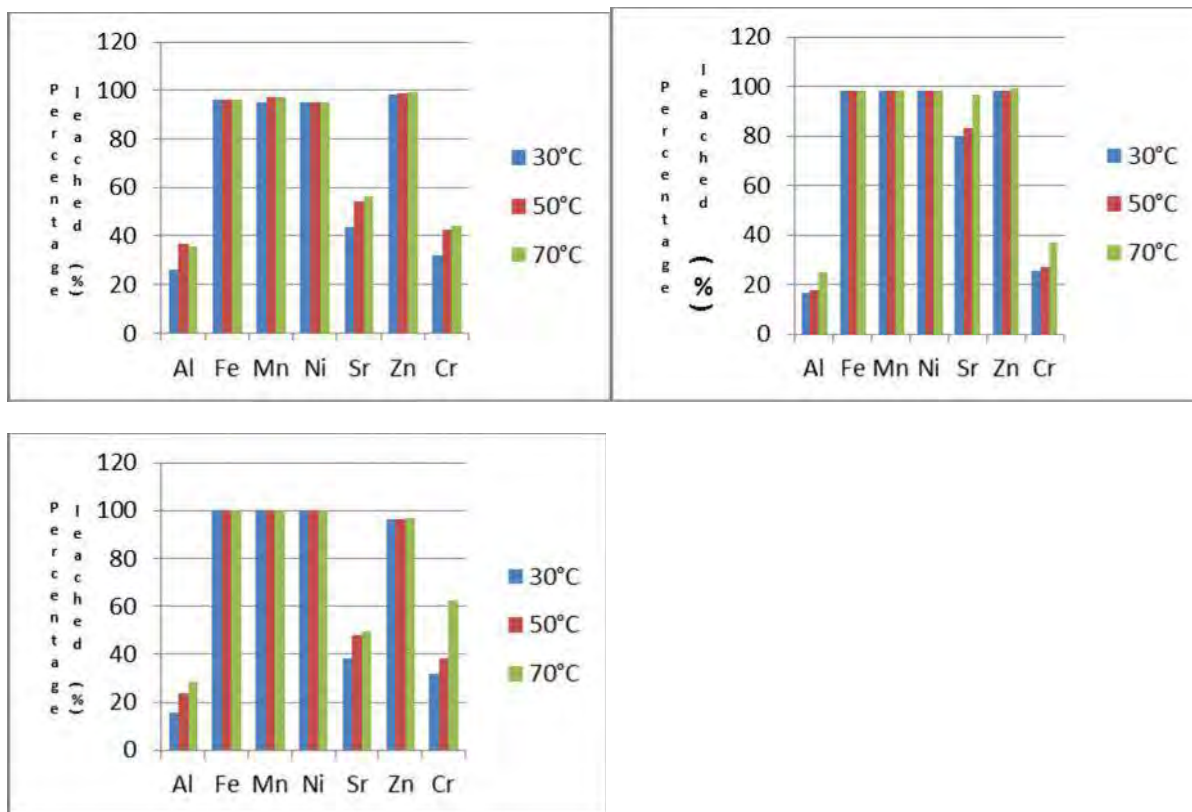 Percentage
leached (%)
120
100
80
60
40
20
0
Al Fe Mn Ni Sr Zn Cr
30°C
50°C
70°C
Percentage
leached (%)
120
100
80
60
40
20
0
Al Fe Mn Ni Sr Zn Cr
30°C
50°C
70°C
Percentage
leached (%)
120
100
80
60
40
20
0
Al Fe Mn Ni Sr Zn Cr
30°C
50°C
70°C